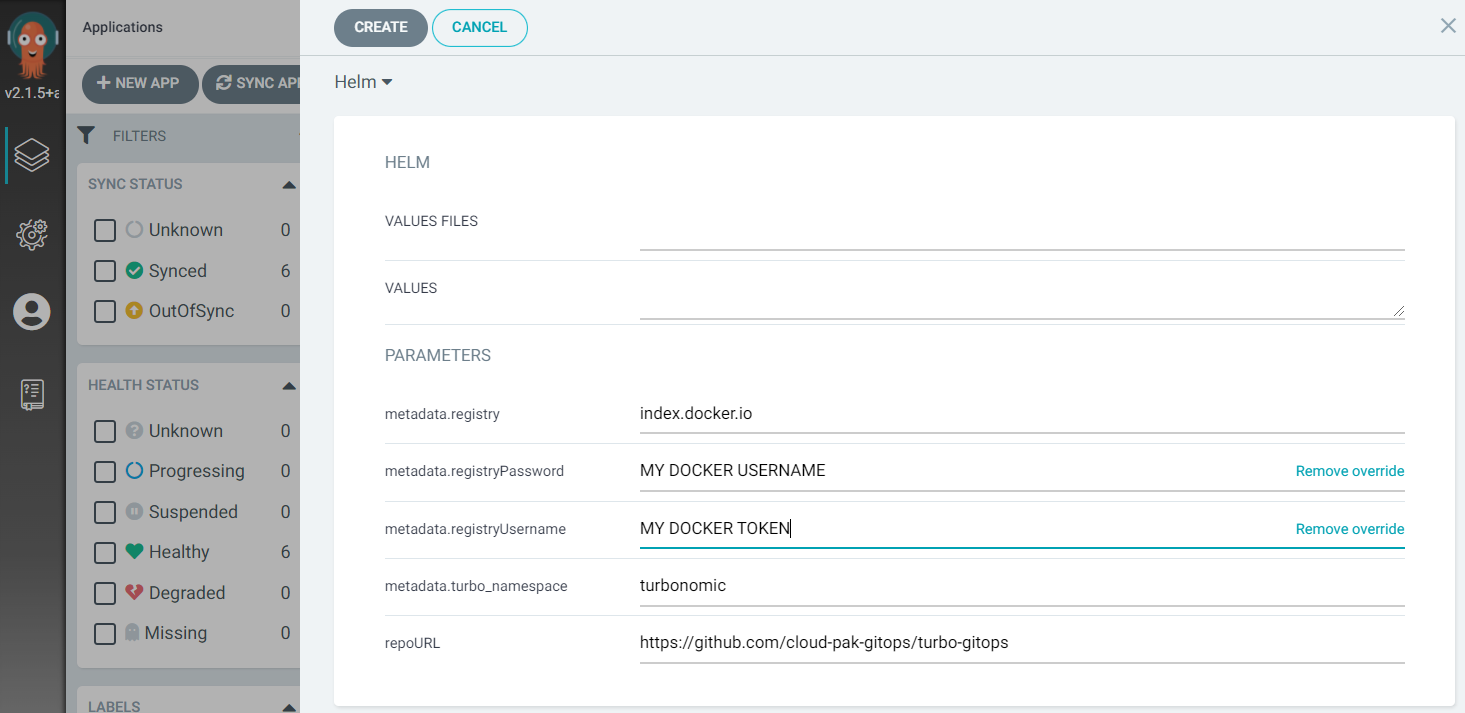 v2.1.5+a
Applications
NEW APP
SYNC AP
FILTERS
SYNC STATUS
Unknown 0
Synced 6
OutOfSync 0
HEALTH STATUS
Unknown 0
Progressing 0
Suspended 0
Healthy 6
Degraded 0
Missing 0
LABELS
CREATE
CANCEL
Helm
HELM
VALUES FILES
VALUES
PARAMETERS
metadata.registry index.docker.io
metadata.registryPassword MY DOCKER USERNAME Remove override
metadata.registryUsername MY DOCKER TOKEN Remove override
metadata.turbo_namespace turbonomic
repoURL https://github.com/cloud-pak-gitops/turbo-gitops